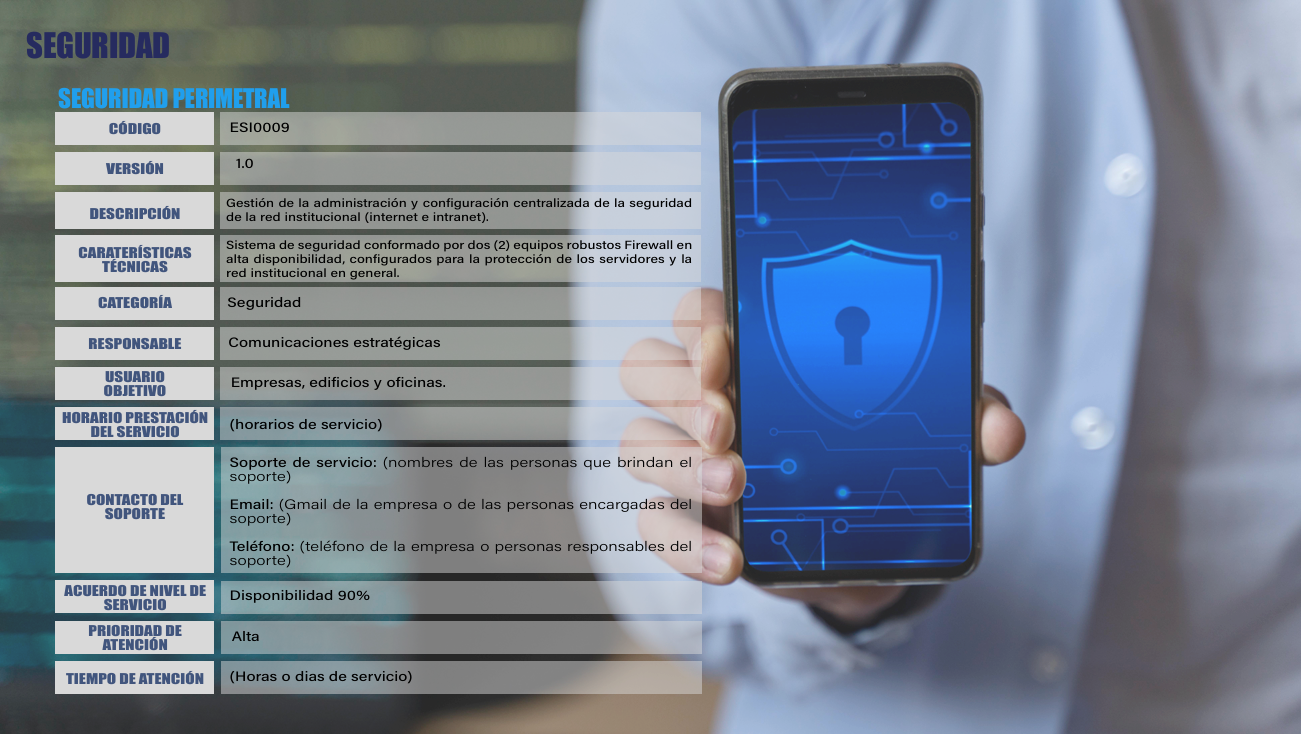 SEGURIDAD
SEGURIDAD PERIMETRAL
CÓDIGO
ESI0009
VERSIÓN
1.0
DESCRIPCIÓN
Gestión de la administración y configuración centralizada de la seguridad
de la red institucional (internet e intranet).
CARATERÍSTICAS
TÉCNICAS
Sistema de seguridad conformado por dos (2) equipos robustos Firewall en
alta disponibilidad, configurados para la protección de los servidores y la
red institucional en general.
CATEGORÍA
Seguridad
RESPONSABLE
Comunicaciones estratégicas
USUARIO
OBJETIVO
Empresas, edificios y oficinas.
HORARIO PRESTACIÓN
DEL SERVICIO
(horarios de servicio)
CONTACTO DEL
SOPORTE
Soporte de servicio: (nombres de las personas que brindan el
soporte)
Email: (Gmail de la empresa o de las personas encargadas del
soporte)
Teléfono: (teléfono de la empresa o personas responsables del
soporte)
ACUERDO DE NIVEL DE
SERVICIO
Disponibilidad 90%
PRIORIDAD DE
ATENCIÓN
Alta
TIEMPO DE ATENCIÓN
(Horas o dias de servicio)